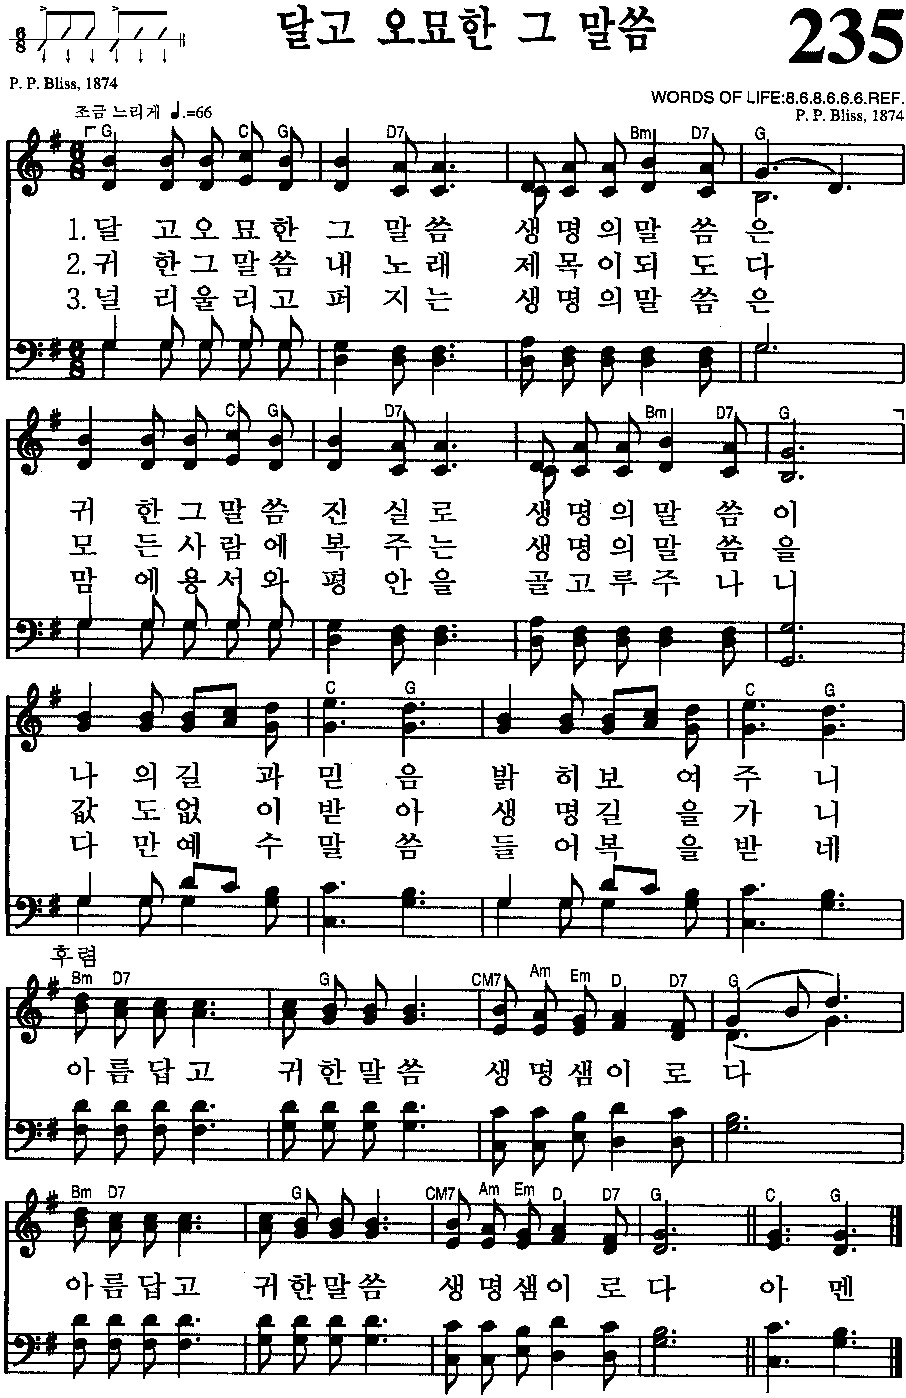 6
8
달고 오묘한 그 말씀
235
P. P. Bliss, 1874
WORDS OF LIFE:8.6.8.6.6.6.REF.
조금 느리게 ♩.=66
P. P. Bliss, 1874
G C G D7 Bm D7 G
6
8
1.달 고오묘한 그 말씀 생명의말 씀은
2.귀 한그말씀 내 노래 제목이되 도다
3.널 리울리고 퍼 지는 생명의말 씀은
6
8
C G D7 Bm D7 G
귀 한그말씀 진 실로 생명의말 씀이
모 든사람에 복 주는 생명의말 씀을
맘 에용서와 평 안을 골고루주 나니
C G C G
나 의길 과 믿 음 밝 히보 여 주 니
값 도없 이 받 아 생 명길 을 가 니
다 만예 수 말 씀 들 어복 을 받 네
후렴
Bm D7 G CM7 Am Em D D7 G
아름답고 귀한말씀 생명샘이 로 다
Bm D7 G CM7 Am Em D D7 G C G
아름답고 귀한말씀 생명샘이 로다 아 멘